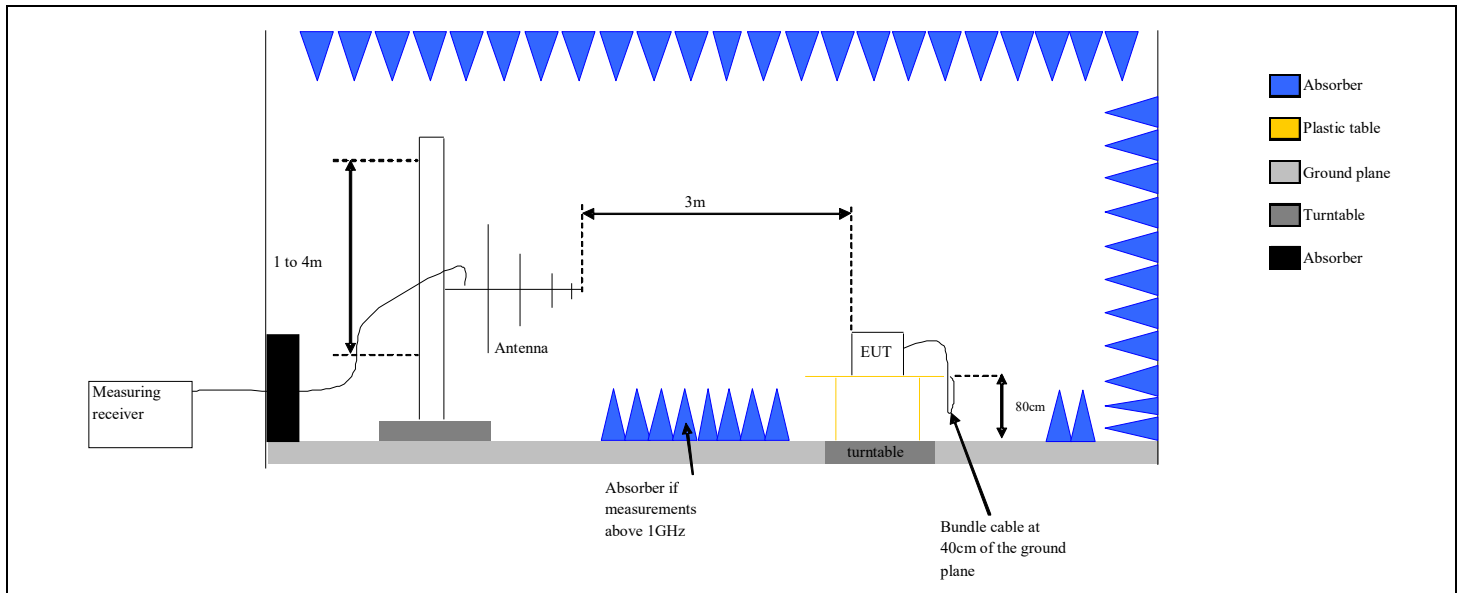 Absorber
Plastic table
Ground plane
Turntable
Absorber
3m
1 to 4m
Antenna
EUT
Measuring
receiver
80cm
turntable
Absorber if
measurements
above 1GHz
Bundle cable at
40cm of the ground
plane